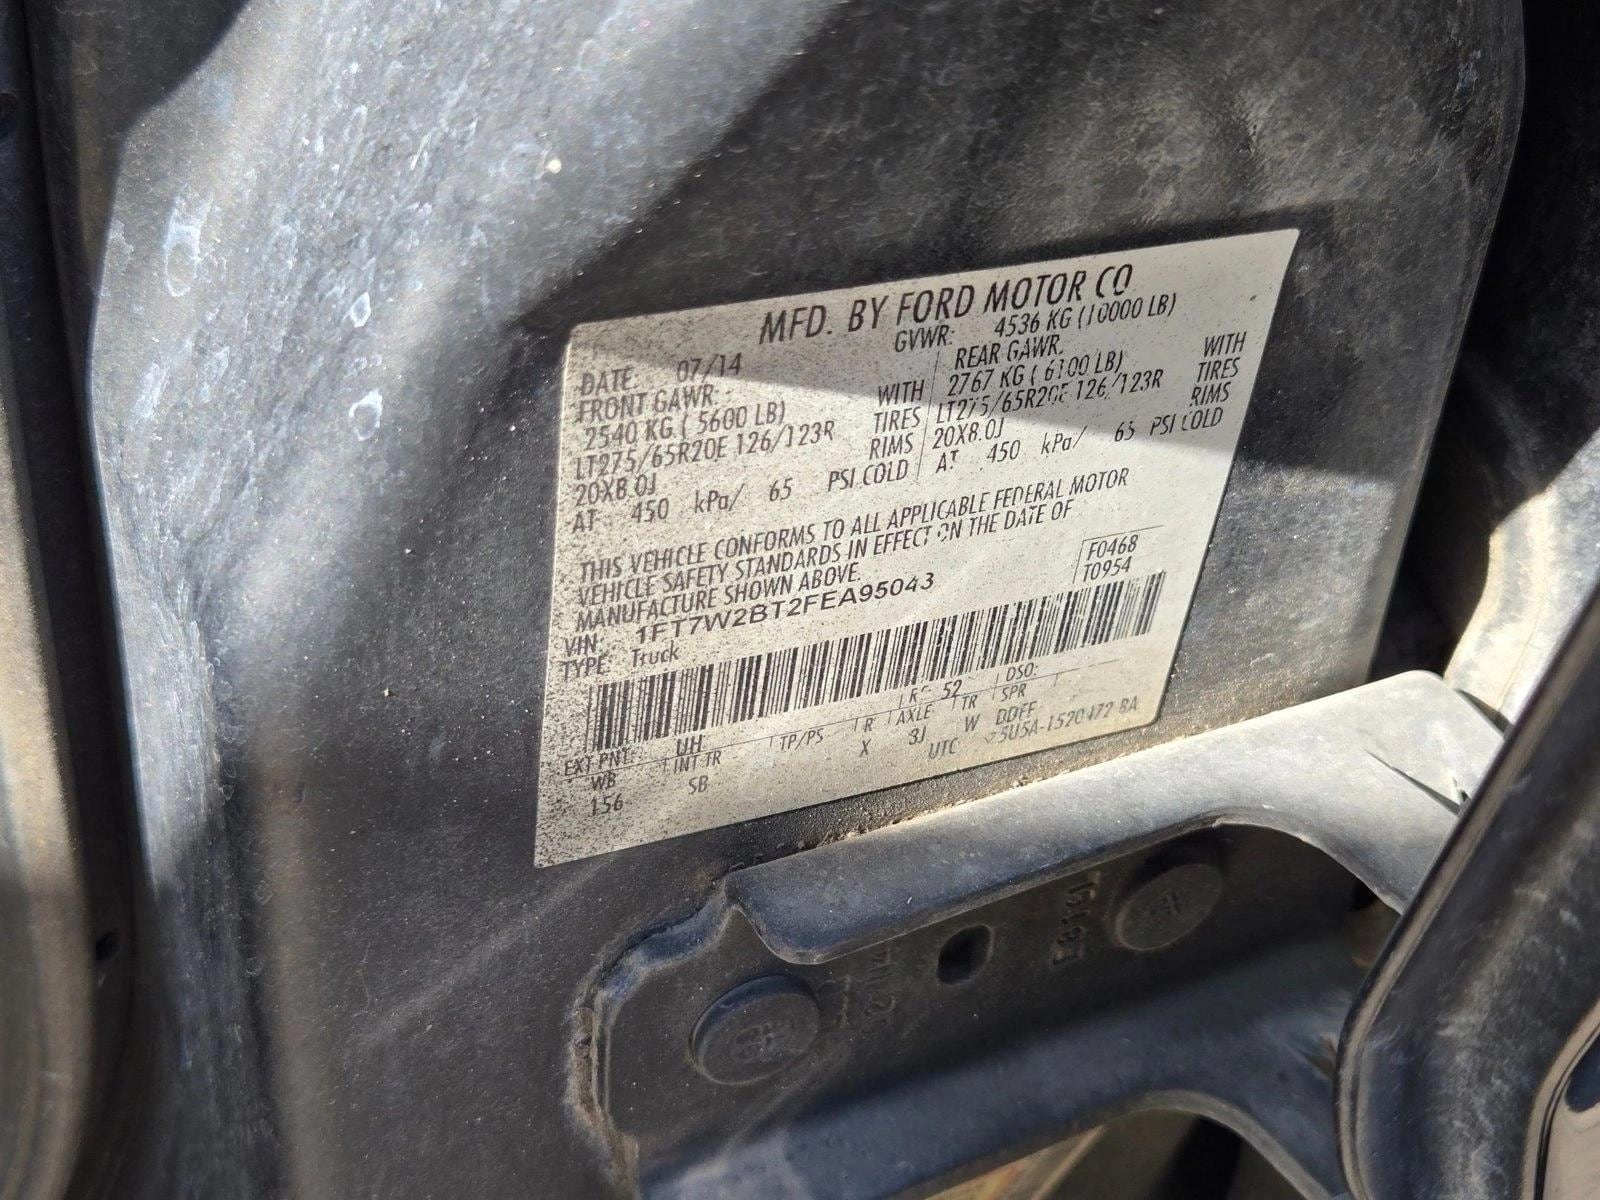 MFD. BY FORD MOTOR CO
DATE: 07/14 GVWR: 4536 KG (10000 LB)
FRONT GAWR: REAR GAWR:
2540 KG ( 5600 LB) WITH 2767 KG ( 6100 LB) WITH
LT275/65R20E 126/123R TIRES LT275/65R20E 126/123R TIRES
20X8.0J RIMS 20X8.0J RIMS
AT 450 kPa/ 65 PSI COLD AT 450 kPa/ 65 PSI COLD
THIS VEHICLE CONFORMS TO ALL APPLICABLE FEDERAL MOTOR
VEHICLE SAFETY STANDARDS IN EFFECT ON THE DATE OF
MANUFACTURE SHOWN ABOVE.
F0468
T0954
VIN: 1FT7W2BT2FEA95043
TYPE: Truck
EXT PNT: UH RC: 52 DSO:
WB INT TR TP/PS R AXLE TR SPR
156 SB X 3J W DDFF
UTC 5U5A-1520472-BA